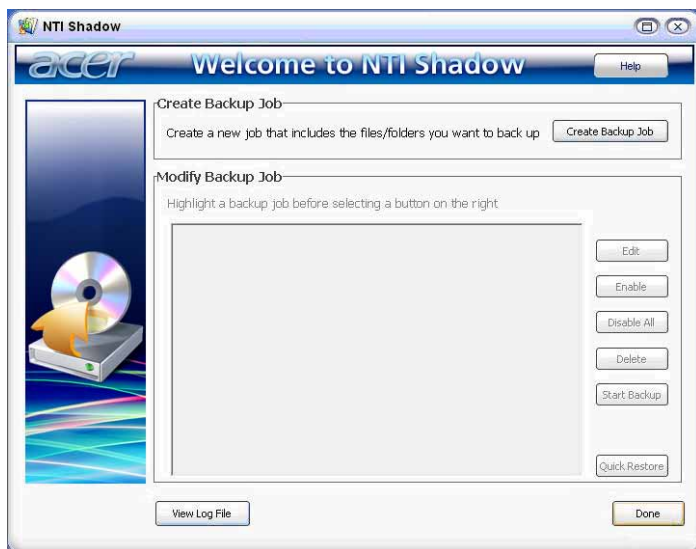 NTI Shadow
acer
Welcome to NTI Shadow
Help
Create Backup Job
Create a new job that includes the files/folders you want to back up
Create Backup Job
Modify Backup Job
Highlight a backup job before selecting a button on the right
Edit
Enable
Disable All
Delete
Start Backup
Quick Restore
View Log File
Done